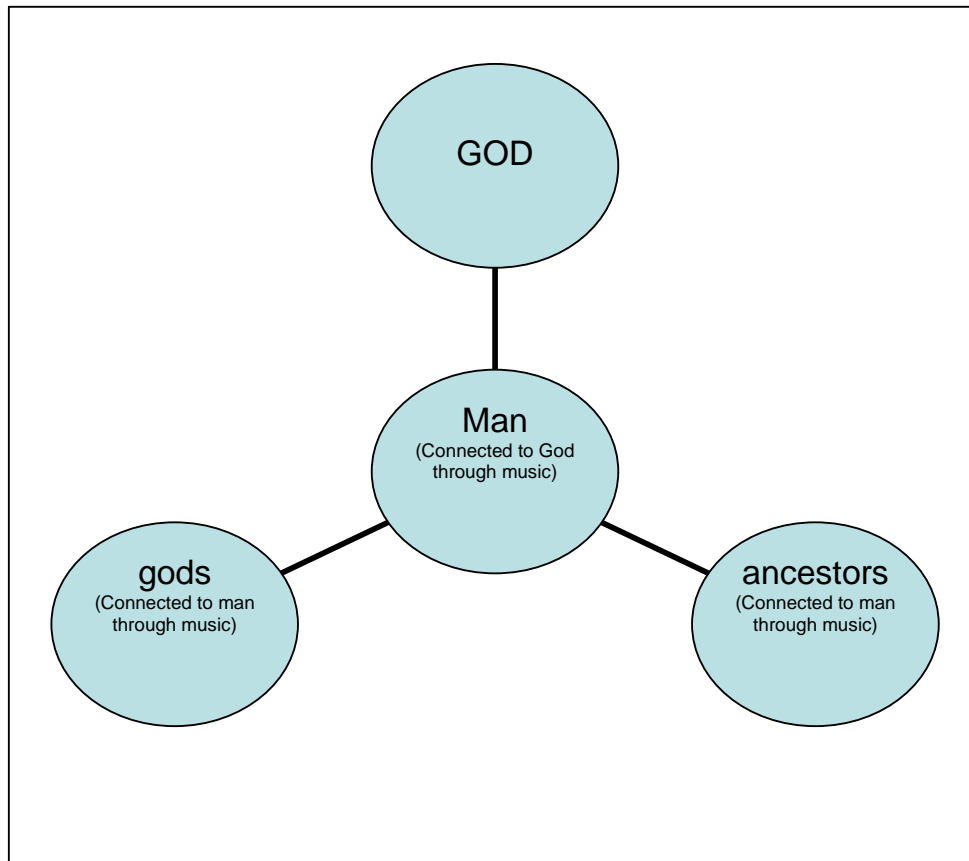 GOD
Man
(Connected to God
through music)
gods
(Connected to man
through music)
ancestors
(Connected to man
through music)